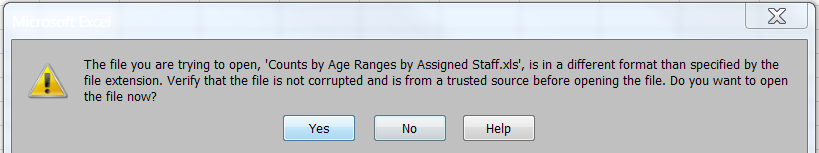 Microsoft Excel
The file you are trying to open, 'Counts by Age Ranges by Assigned Staff.xls', is in a different format than specified by the
file extension. Verify that the file is not corrupted and is from a trusted source before opening the file. Do you want to open
the file now?
Yes No Help